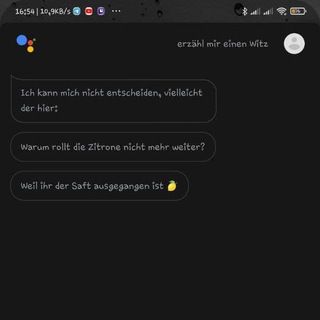 16:54 | 10,9KB/s
erzähl mir einen Witz
Ich kann mich nicht entscheiden, vielleicht
der hier:
Warum rollt die Zitrone nicht mehr weiter?
Weil ihr der Saft ausgegangen ist 🍋